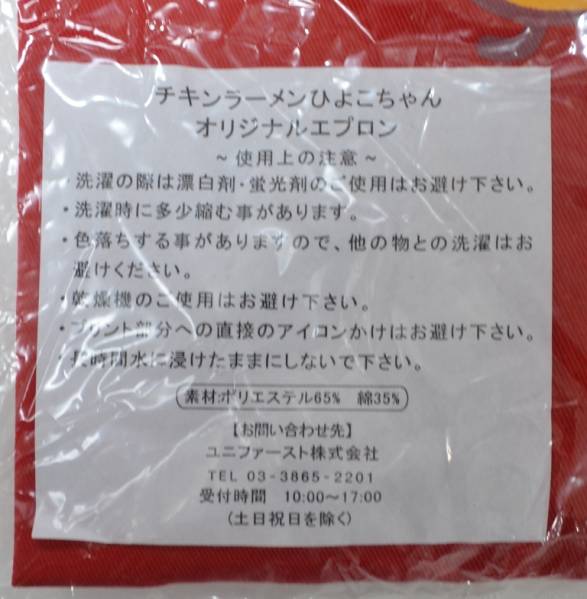 チキンラーメンひよこちゃん
オリジナルエプロン
~使用上の注意~
・洗濯の際は漂白剤・蛍光剤のご使用はお避け下さい。
・洗濯時に多少縮む事があります。
・色落ちする事がありますので、他の物との洗濯はお
避けください。
・乾燥機のご使用はお避け下さい。
・プリント部分への直接のアイロンかけはお避け下さい。
・長時間水に浸けたままにしないで下さい。
素材:ポリエステル65% 綿35%
【お問い合わせ先】
ユニファースト株式会社
TEL 03-3865-2201
受付時間 10:00~17:00
(土日祝日を除く)